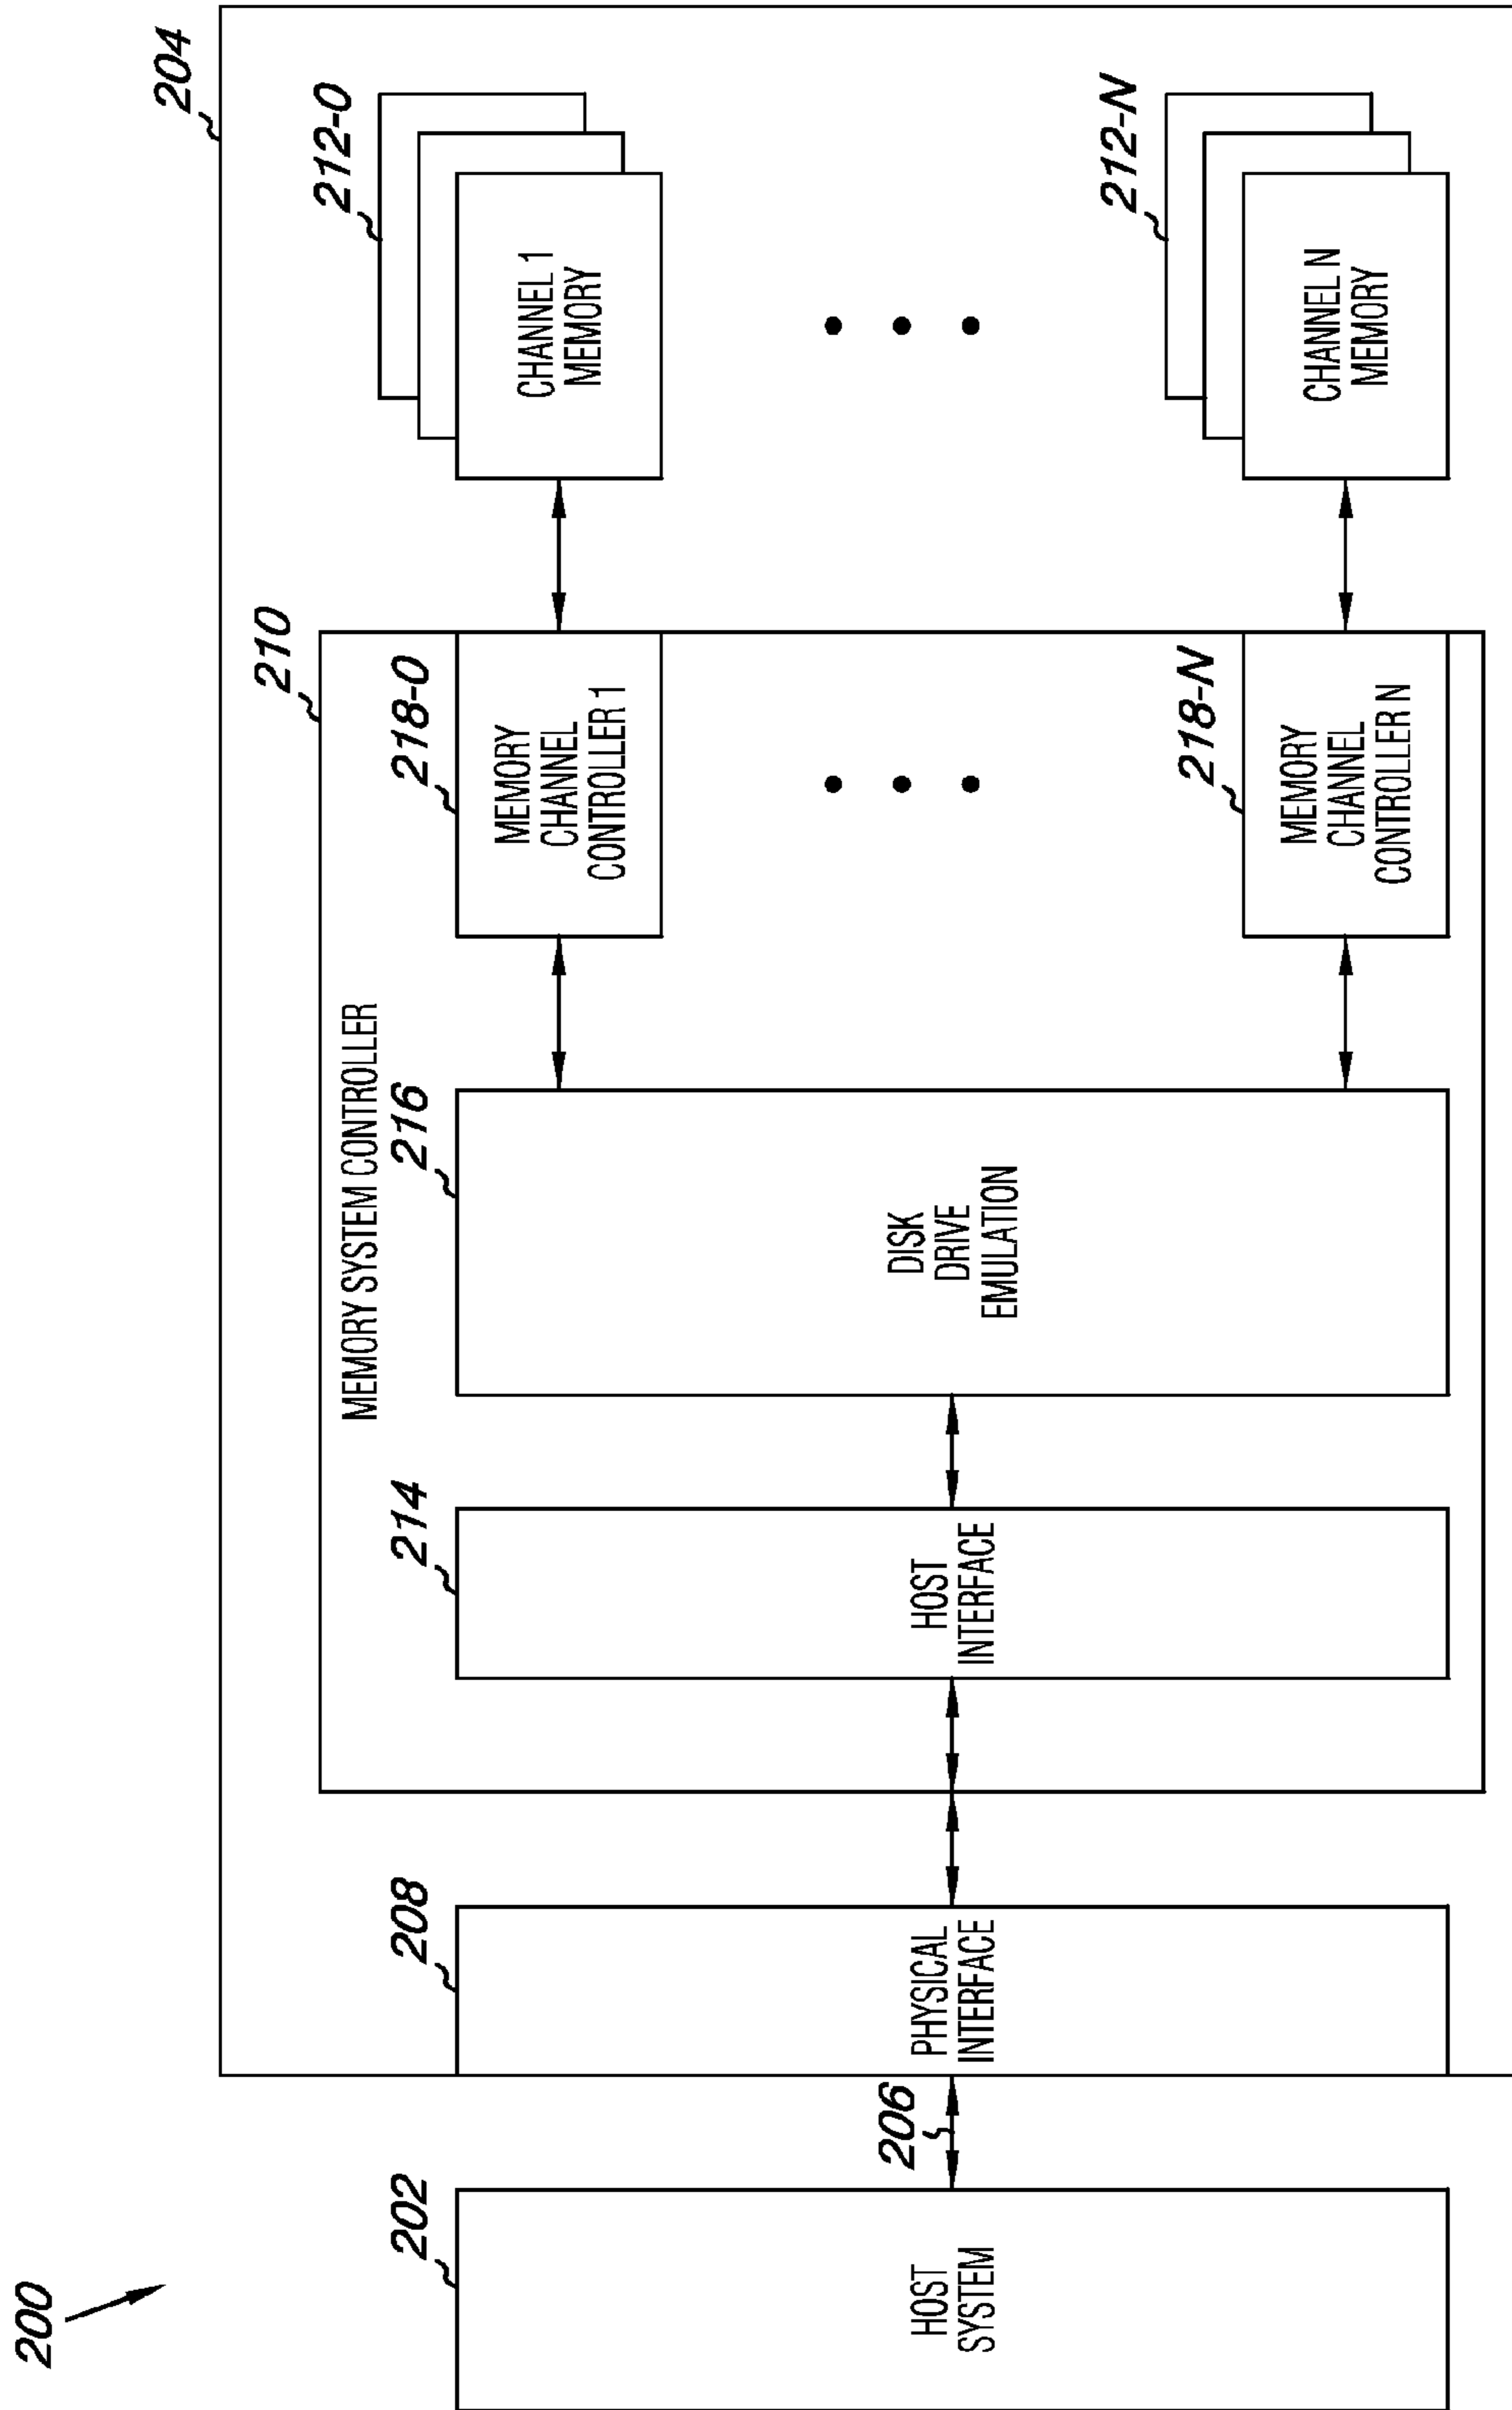 200
202
HOST
SYSTEM
206
204
208
PHYSICAL
INTERFACE
210
MEMORY SYSTEM CONTROLLER
214
HOST
INTERFACE
216
DISK
DRIVE
EMULATION
218-0
MEMORY
CHANNEL
CONTROLLER 1
218-N
MEMORY
CHANNEL
CONTROLLER N
212-0
CHANNEL 1
MEMORY
212-N
CHANNEL N
MEMORY